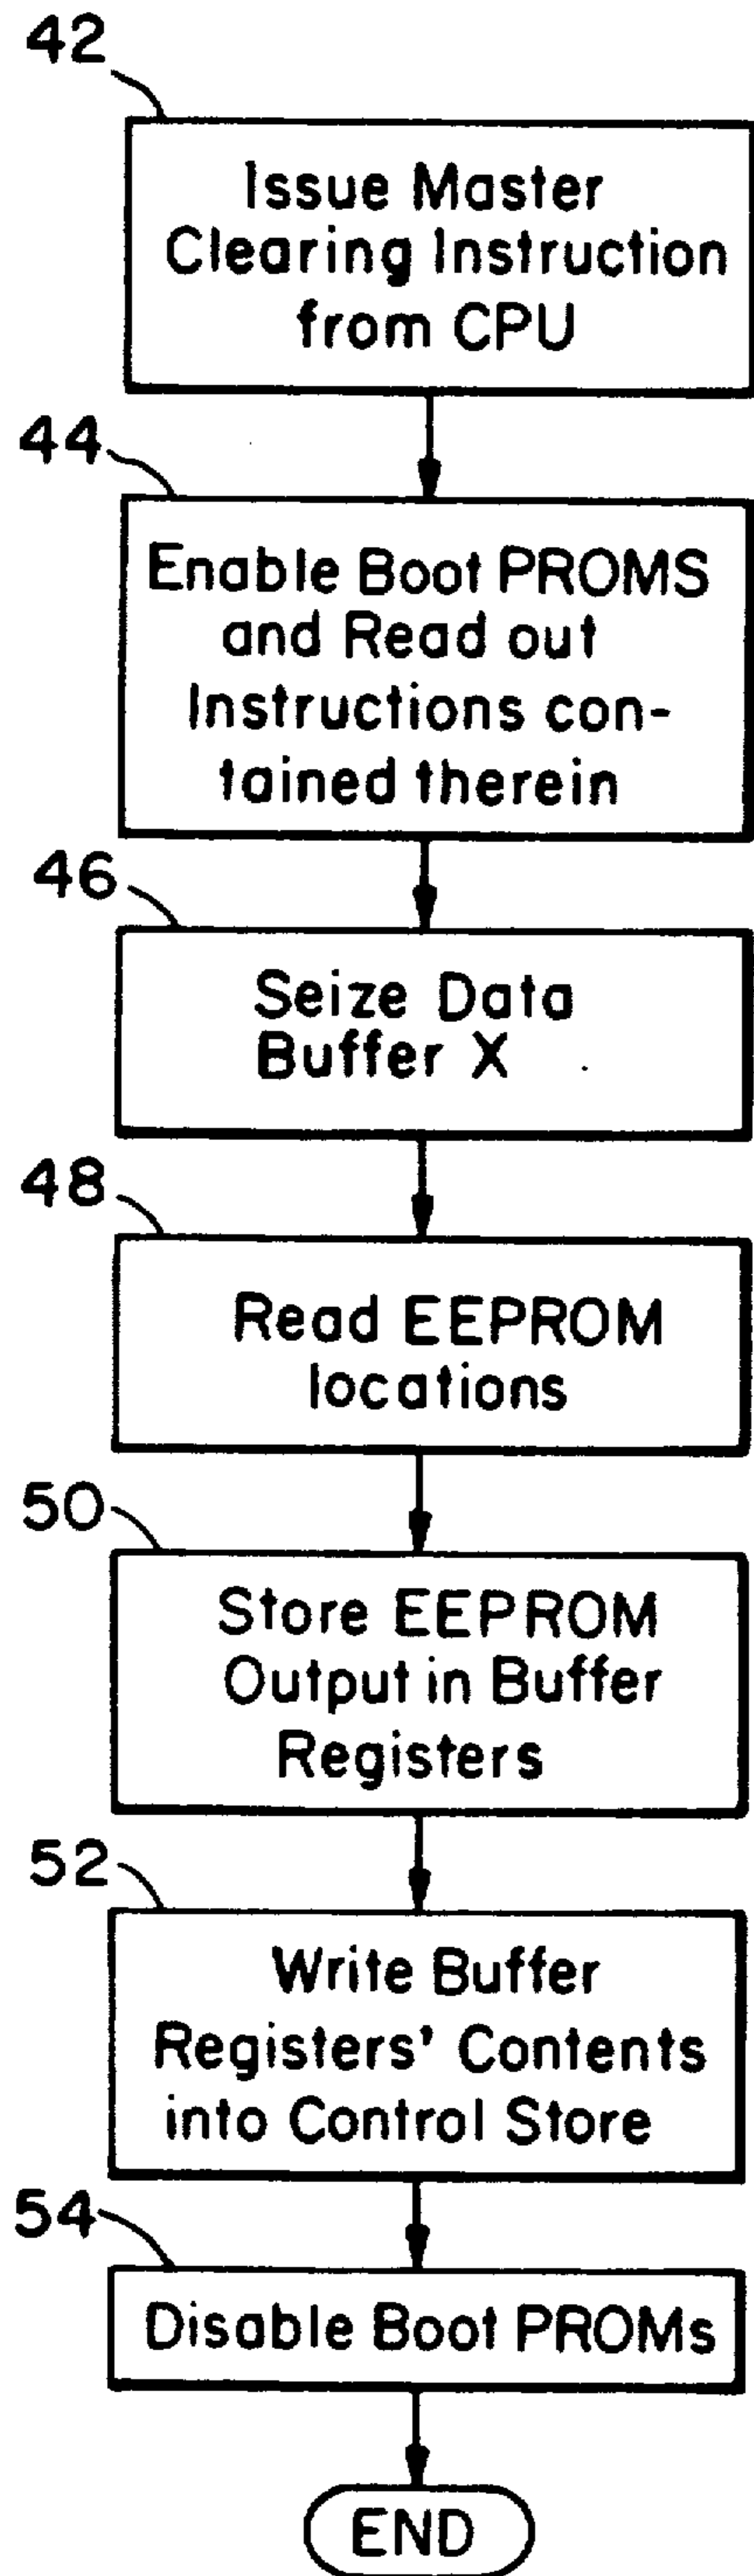 42
Issue Master
Clearing Instruction
from CPU
44
Enable Boot PROMS
and Read out
Instructions con-
tained therein
46
Seize Data
Buffer X
48
Read EEPROM
locations
50
Store EEPROM
Output in Buffer
Registers
52
Write Buffer
Registers' Contents
into Control Store
54
Disable Boot PROMs
END